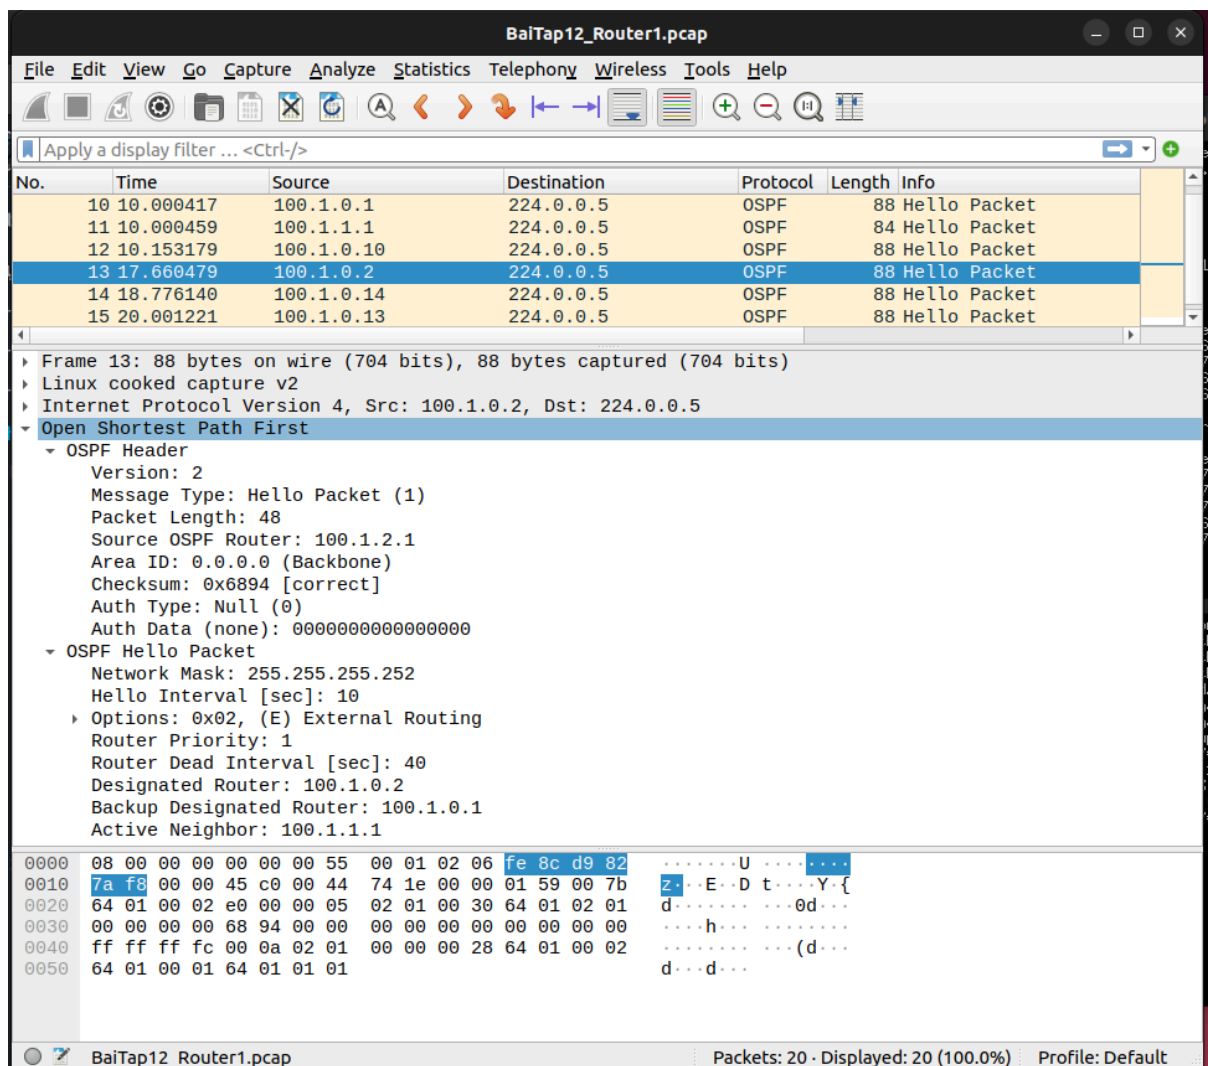 BaiTap12_Router1.pcap
File Edit View Go Capture Analyze Statistics Telephony Wireless Tools Help
Apply a display filter … <Ctrl-/>
No. Time Source Destination Protocol Length Info
10 10.000417 100.1.0.1 224.0.0.5 OSPF 88 Hello Packet
11 10.000459 100.1.1.1 224.0.0.5 OSPF 84 Hello Packet
12 10.153179 100.1.0.10 224.0.0.5 OSPF 88 Hello Packet
13 17.660479 100.1.0.2 224.0.0.5 OSPF 88 Hello Packet
14 18.776140 100.1.0.14 224.0.0.5 OSPF 88 Hello Packet
15 20.001221 100.1.0.13 224.0.0.5 OSPF 88 Hello Packet
Frame 13: 88 bytes on wire (704 bits), 88 bytes captured (704 bits)
Linux cooked capture v2
Internet Protocol Version 4, Src: 100.1.0.2, Dst: 224.0.0.5
Open Shortest Path First
OSPF Header
Version: 2
Message Type: Hello Packet (1)
Packet Length: 48
Source OSPF Router: 100.1.2.1
Area ID: 0.0.0.0 (Backbone)
Checksum: 0x6894 [correct]
Auth Type: Null (0)
Auth Data (none): 0000000000000000
OSPF Hello Packet
Network Mask: 255.255.255.252
Hello Interval [sec]: 10
Options: 0x02, (E) External Routing
Router Priority: 1
Router Dead Interval [sec]: 40
Designated Router: 100.1.0.2
Backup Designated Router: 100.1.0.1
Active Neighbor: 100.1.1.1
0000 08 00 00 00 00 00 00 55 00 01 02 06 fe 8c d9 82 ·······U ········
0010 7a f8 00 00 45 c0 00 44 74 1e 00 00 01 59 00 7b z···E··D t····Y·{
0020 64 01 00 02 e0 00 00 05 02 01 00 30 64 01 02 01 d······· ···0d···
0030 00 00 00 00 68 94 00 00 00 00 00 00 00 00 00 00 ····h··· ········
0040 ff ff ff fc 00 0a 02 01 00 00 00 28 64 01 00 02 ········ ···(d···
0050 64 01 00 01 64 01 01 01 d···d···
BaiTap12_Router1.pcap Packets: 20 · Displayed: 20 (100.0%) Profile: Default